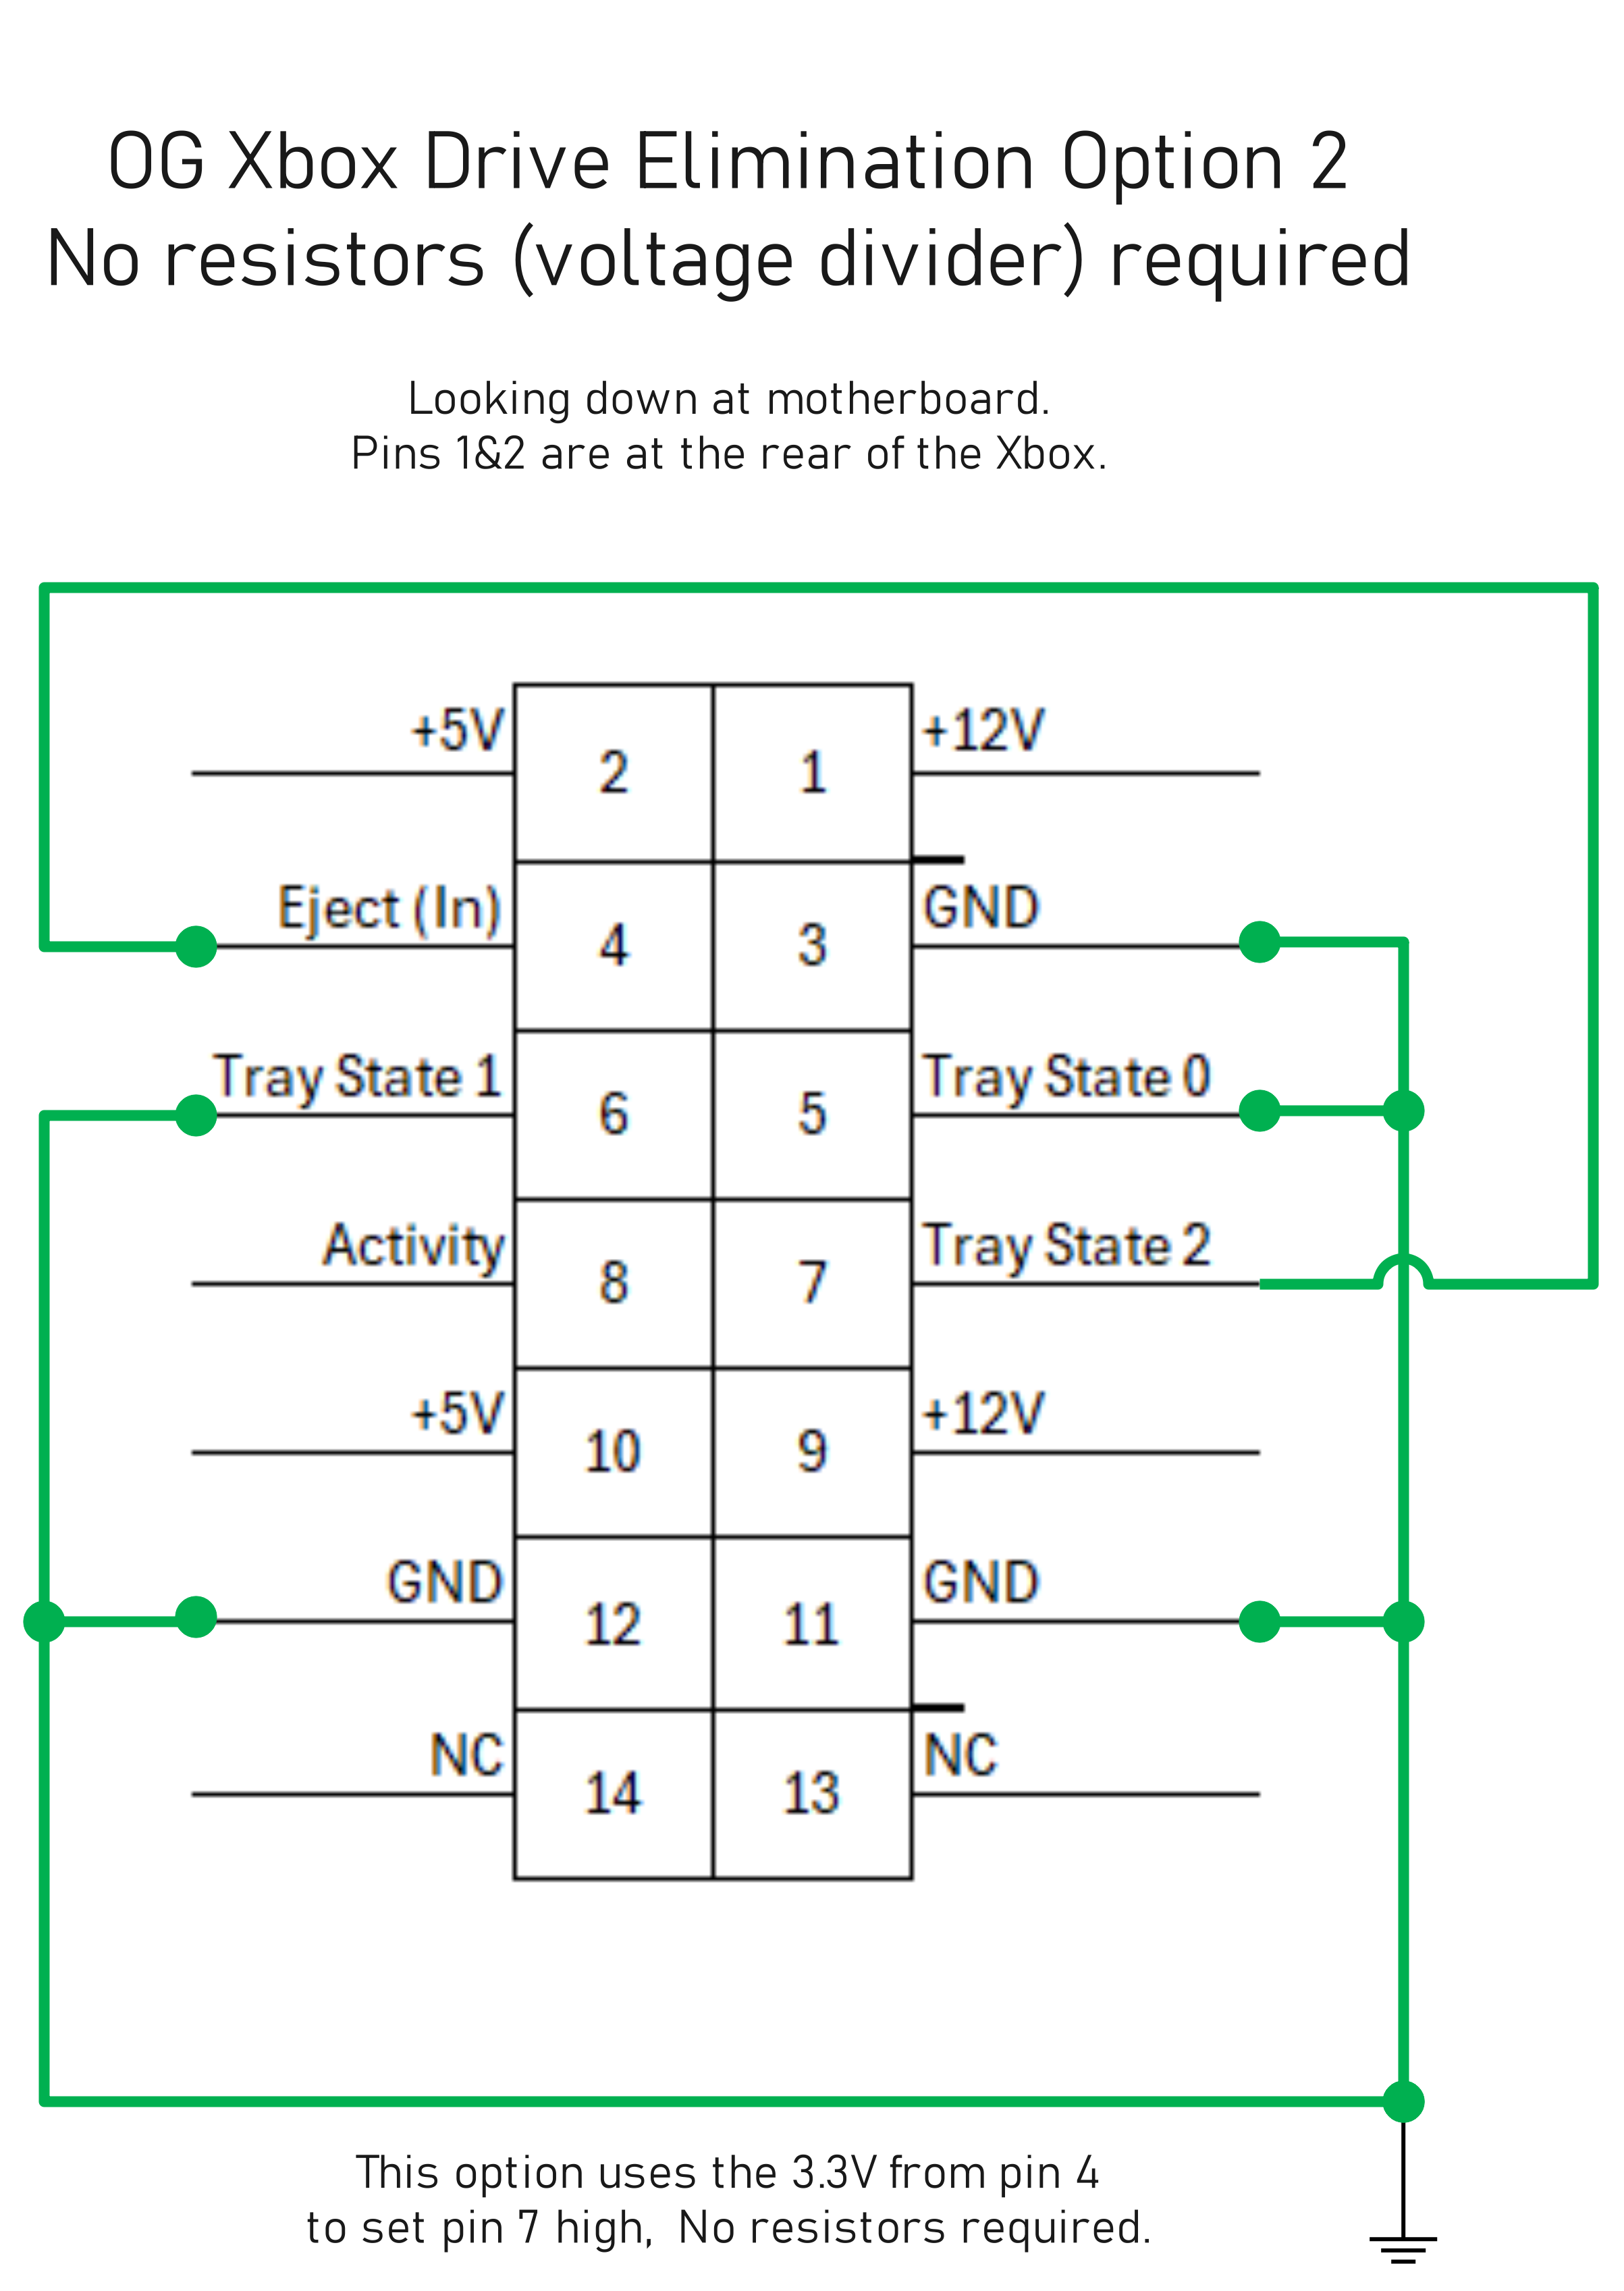 OG Xbox Drive Elimination Option 2
No resistors (voltage divider) required
Looking down at motherboard.
Pins 1&2 are at the rear of the Xbox.
+5V 2 1 +12V
Eject (In) 4 3 GND
Tray State 1 6 5 Tray State 0
Activity 8 7 Tray State 2
+5V 10 9 +12V
GND 12 11 GND
NC 14 13 NC
This option uses the 3.3V from pin 4
to set pin 7 high, No resistors required.